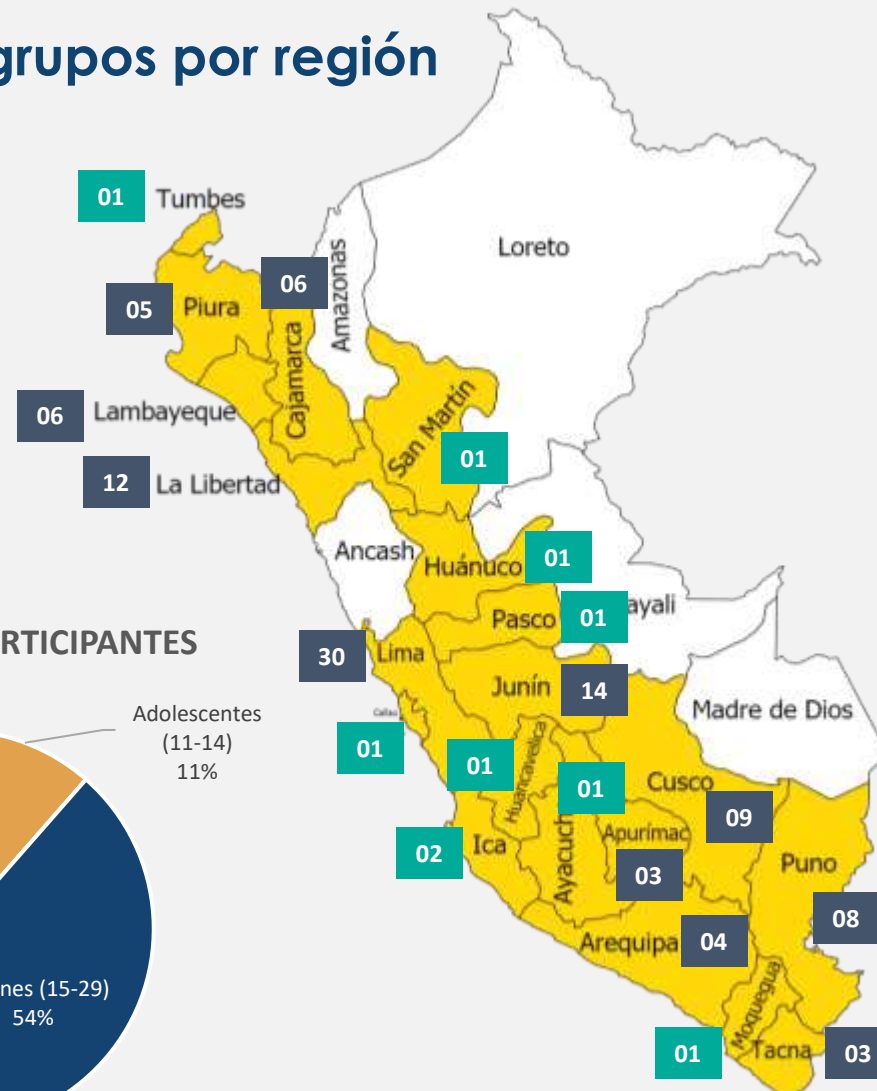 grupos por región
01 Tumbes
Loreto
Amazonas
06
05 Piura
Cajamarca
06 Lambayeque
San Martín
01
12 La Libertad
Ancash
Huánuco 01
Pasco 01
ayali
RTICIPANTES
30 Lima
Junín 14
Madre de Dios
Adolescentes
(11-14)
11%
Callao
01
01
Huancavelica
01
Cusco
09
02 Ica
Ayacuch
Apurímac
03
Puno
08
Arequipa 04
nes (15-29)
54%
Moquegua
01
Tacna 03